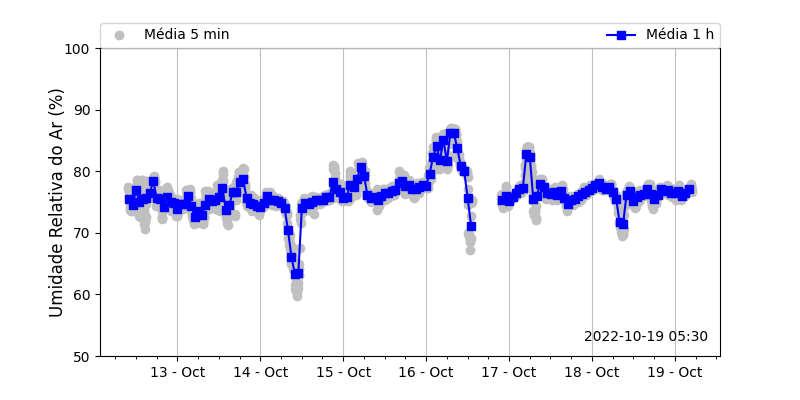 Média 5 min
Média 1 h
100
90
80
70
60
50
Umidade Relativa do Ar (%)
2022-10-19 05:30
13 - Oct
14 - Oct
15 - Oct
16 - Oct
17 - Oct
18 - Oct
19 - Oct